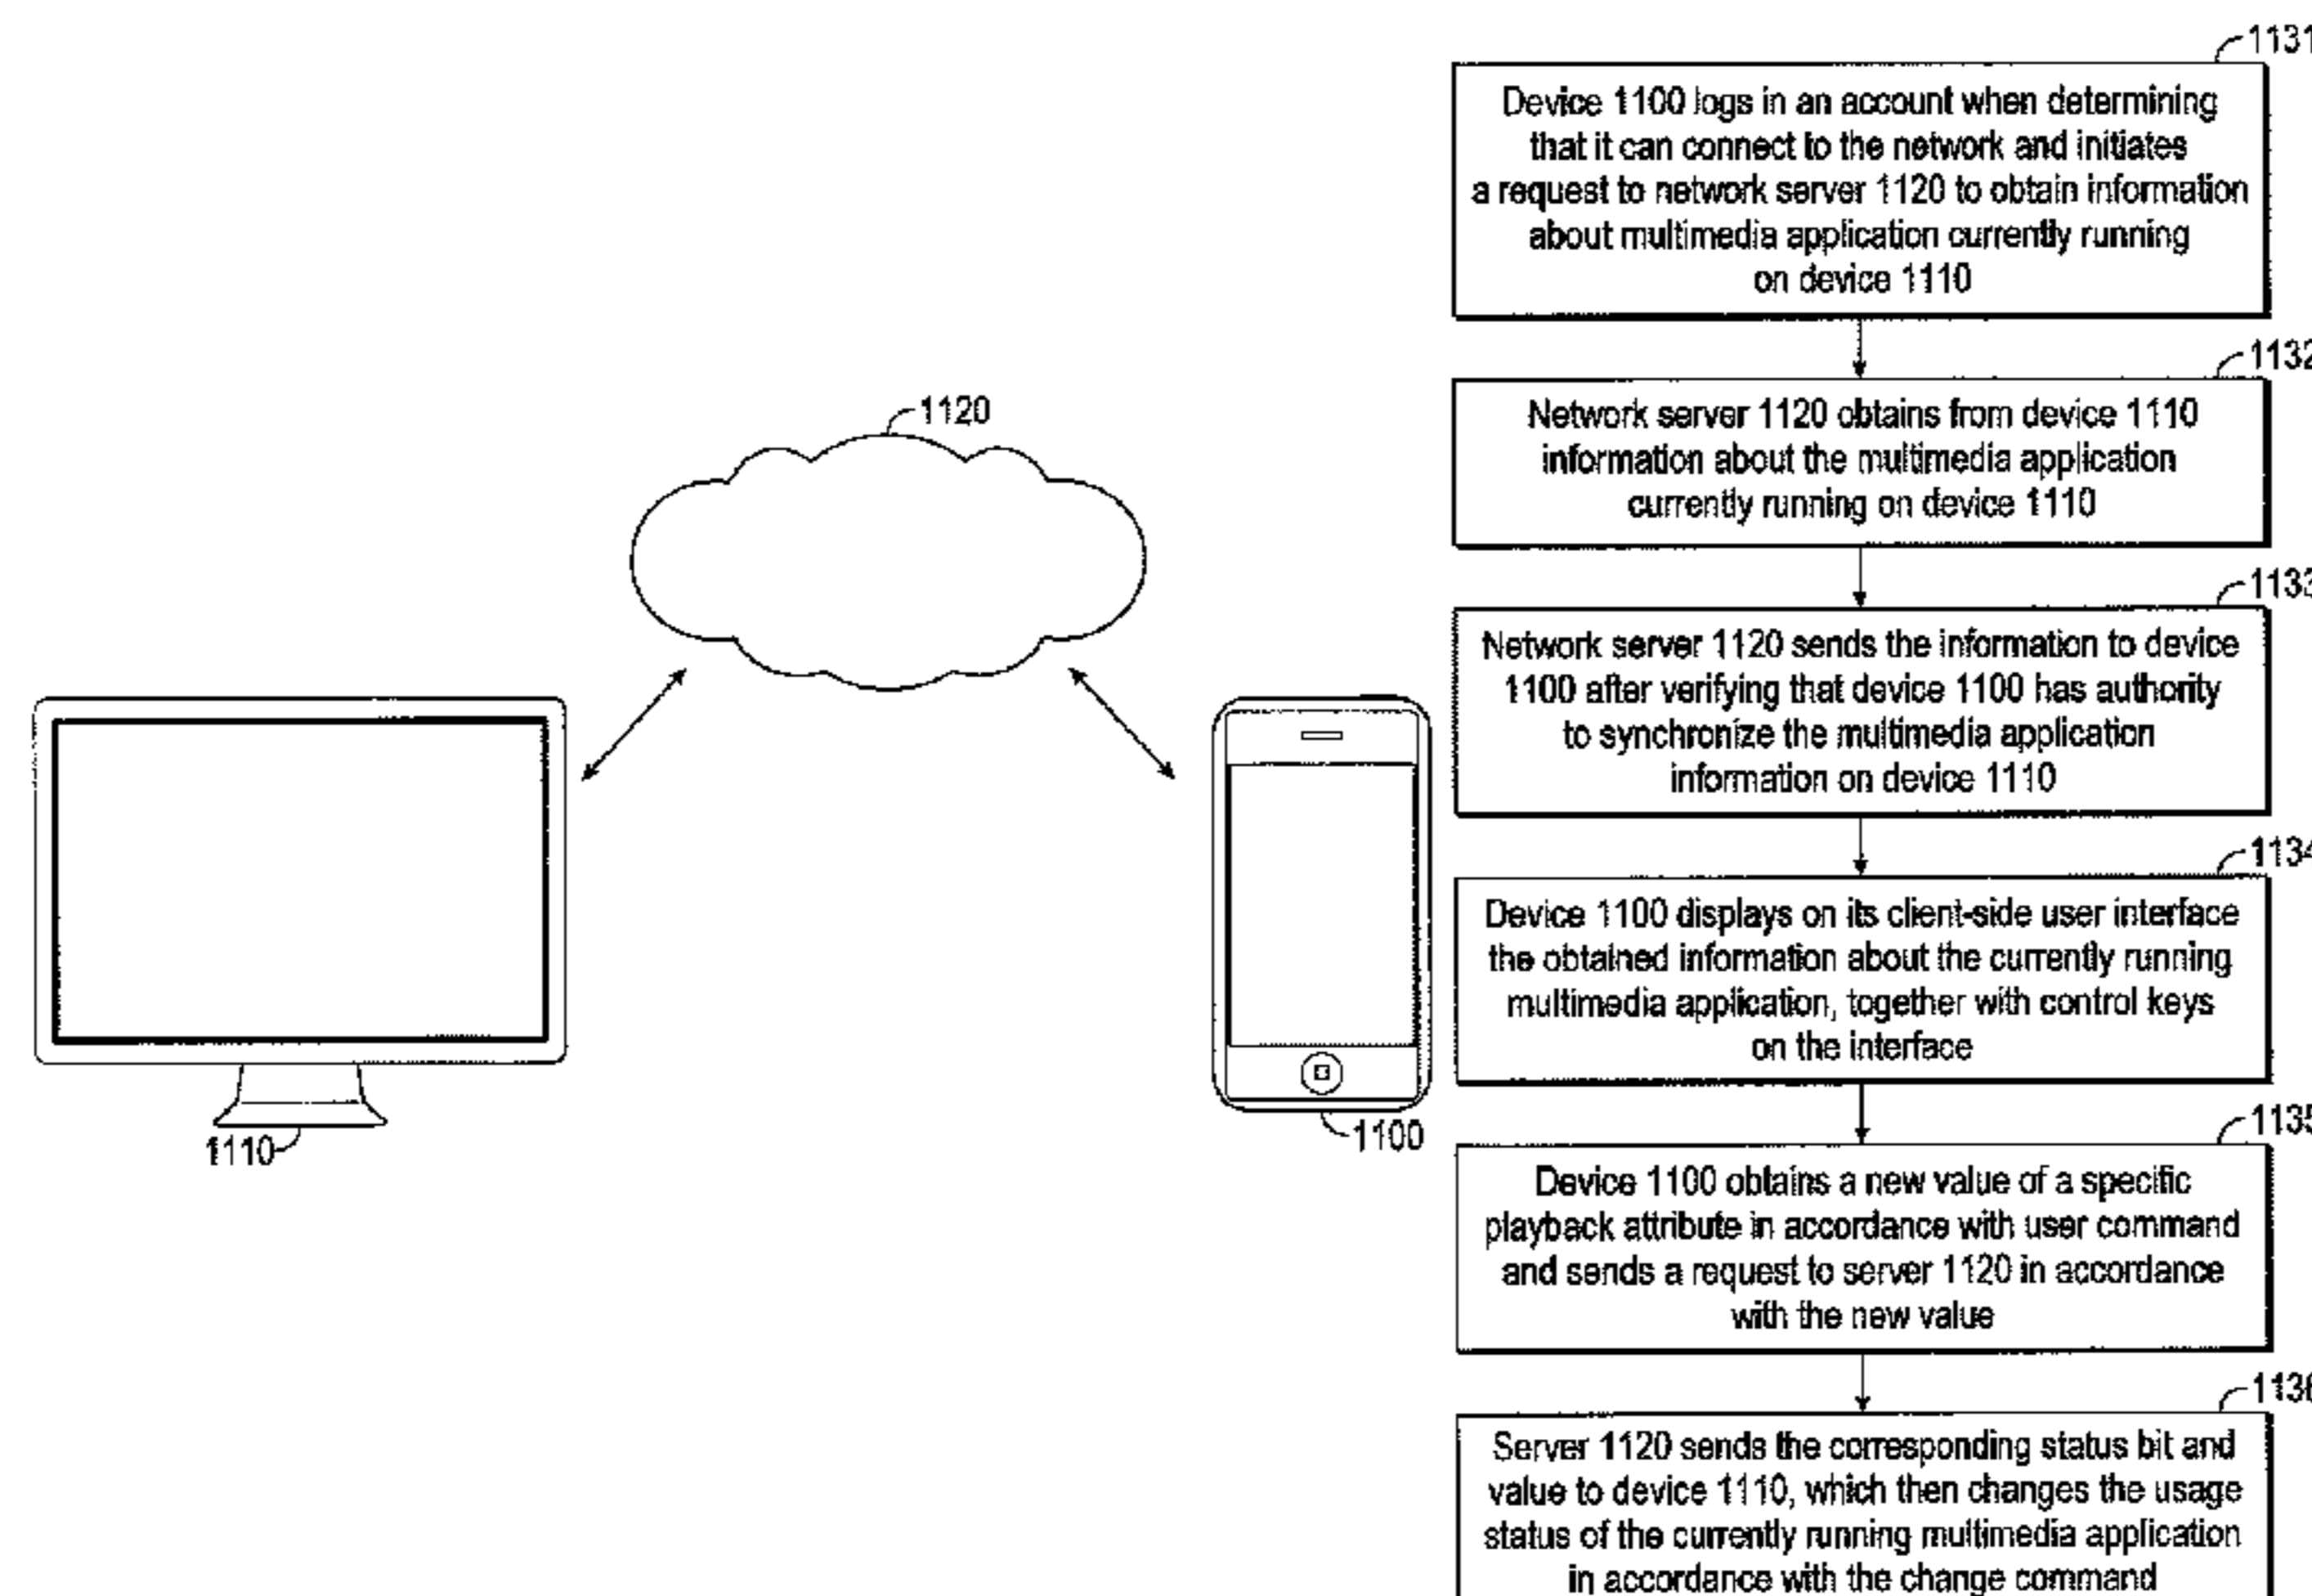 1131
Device 1100 logs in an account when determining
that it can connect to the network and initiates
a request to network server 1120 to obtain information
about multimedia application currently running
on device 1110
1132
Network server 1120 obtains from device 1110
information about the multimedia application
currently running on device 1110
1120
1133
Network server 1120 sends the information to device
1100 after verifying that device 1100 has authority
to synchronize the multimedia application
information on device 1110
1134
Device 1100 displays on its client-side user interface
the obtained information about the currently running
multimedia application, together with control keys
on the interface
1110
1100
1135
Device 1100 obtains a new value of a specific
playback attribute in accordance with user command
and sends a request to server 1120 in accordance
with the new value
1136
Server 1120 sends the corresponding status bit and
value to device 1110, which then changes the usage
status of the currently running multimedia application
in accordance with the change command